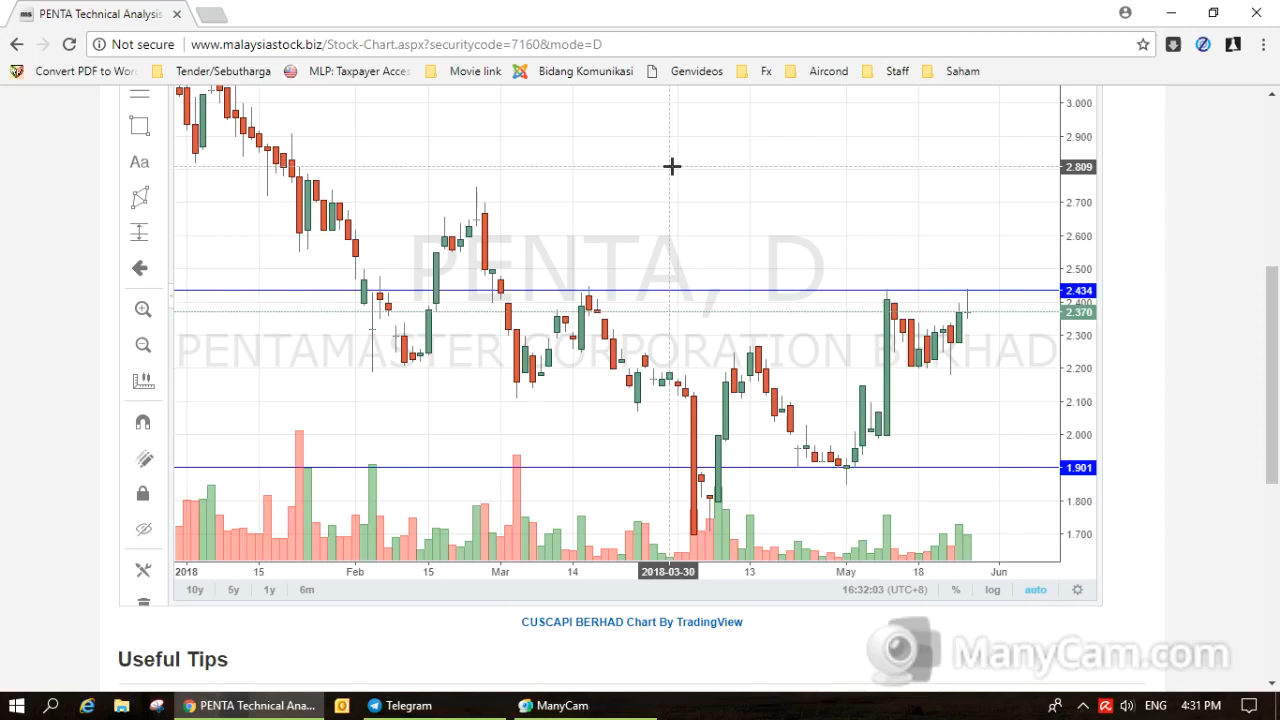 PENTA Technical Analysis
Not secure www.malaysiastock.biz/Stock-Chart.aspx?securitycode=7160&mode=D
Convert PDF to Word Tender/Sebutharga MLP: Taxpayer Acces Movie link Bidang Komunikasi Genvideos Fx Aircond Staff Saham
Aa
PENTA, D
PENTAMASTER CORPORATION BERHAD
3.000
2.900
2.809
2.700
2.600
2.500
2.434
2.400
2.370
2.300
2.200
2.100
2.000
1.901
1.800
1.700
2018 15 Feb 15 Mar 14 2018-03-30 13 May 18 Jun
10y 5y 1y 6m 16:32:03 (UTC+8) % log auto
CUSCAPI BERHAD Chart By TradingView
ManyCam.com
Useful Tips
PENTA Technical Ana... Telegram ManyCam ENG 4:31 PM